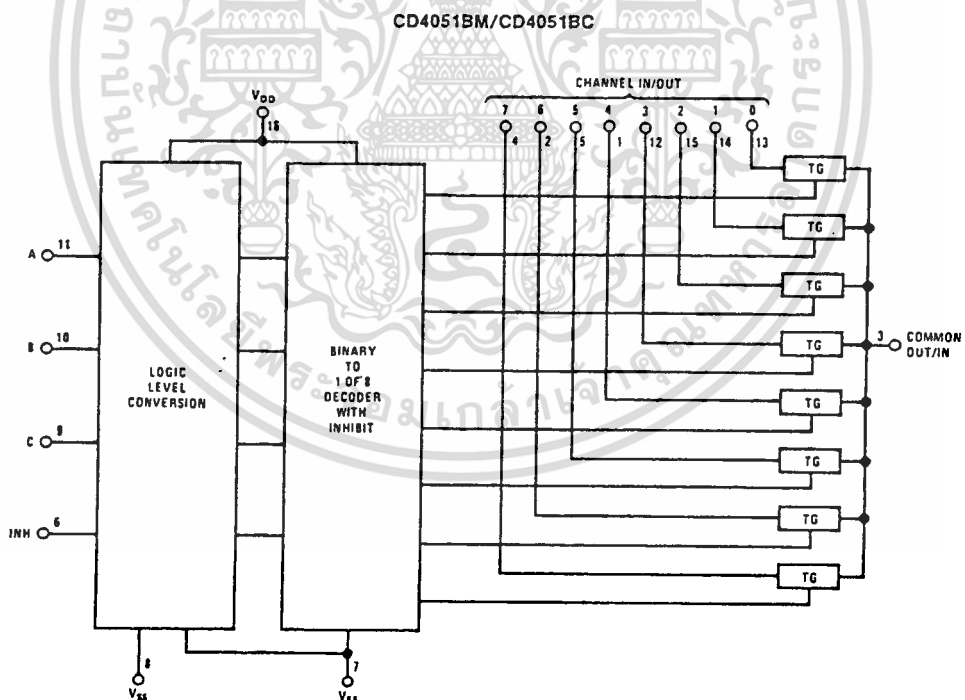 CD4051BM/CD4051BC
CHANNEL IN/OUT
7 6 5 4 3 2 1 0
4 2 5 1 12 15 14 13
VDD
16
TG
TG
TG
TG
TG
TG
TG
TG
A 11
B 10
C 9
INH 6
LOGIC
LEVEL
CONVERSION
BINARY
TO
1 OF 8
DECODER
WITH
INHIBIT
3 COMMON
OUT/IN
8
VSS
7
VEE